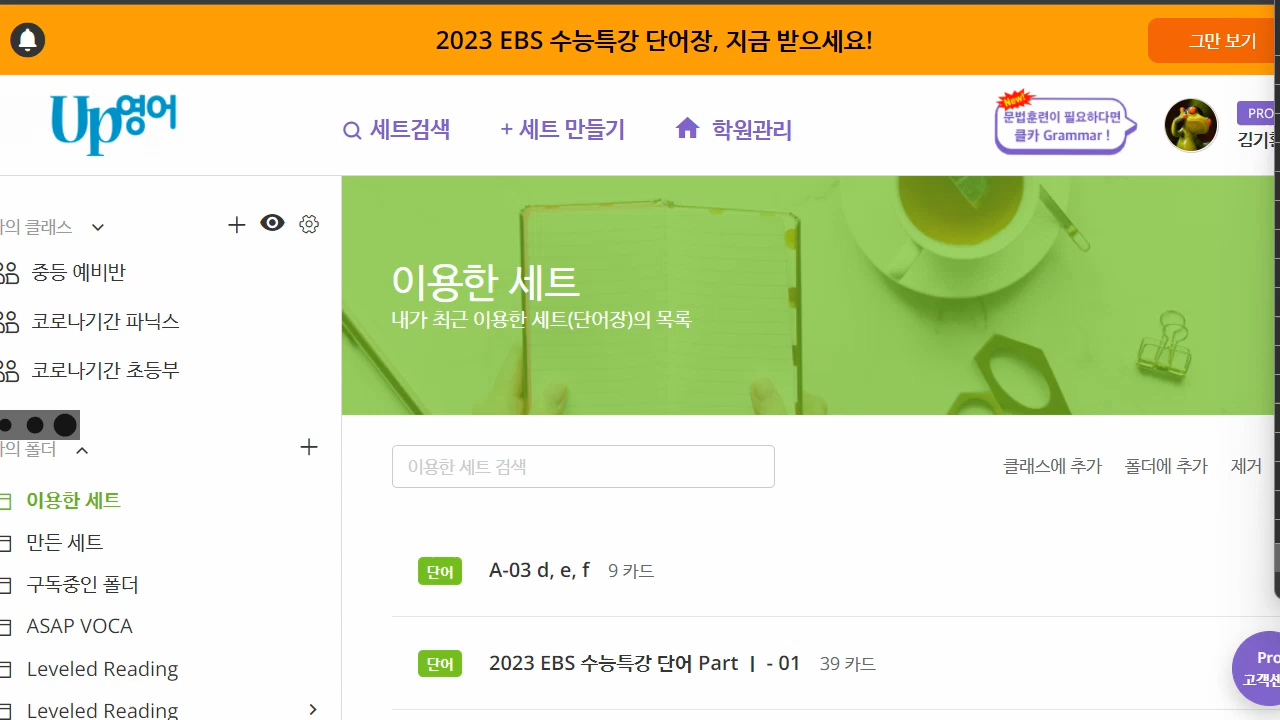 2023 EBS 수능특강 단어장, 지금 받으세요!
그만 보기
Up영어
세트검색
+ 세트 만들기
학원관리
New!
문법훈련이 필요하다면
클카 Grammar !
PRO
김기
의 클래스
중등 예비반
코로나기간 파닉스
코로나기간 초등부
의 폴더
이용한 세트
만든 세트
구독중인 폴더
ASAP VOCA
Leveled Reading
Leveled Reading
이용한 세트
내가 최근 이용한 세트(단어장)의 목록
이용한 세트 검색
클래스에 추가
폴더에 추가
제거
단어 A-03 d, e, f 9 카드
단어 2023 EBS 수능특강 단어 Part Ⅰ - 01 39 카드
Pro
고객센